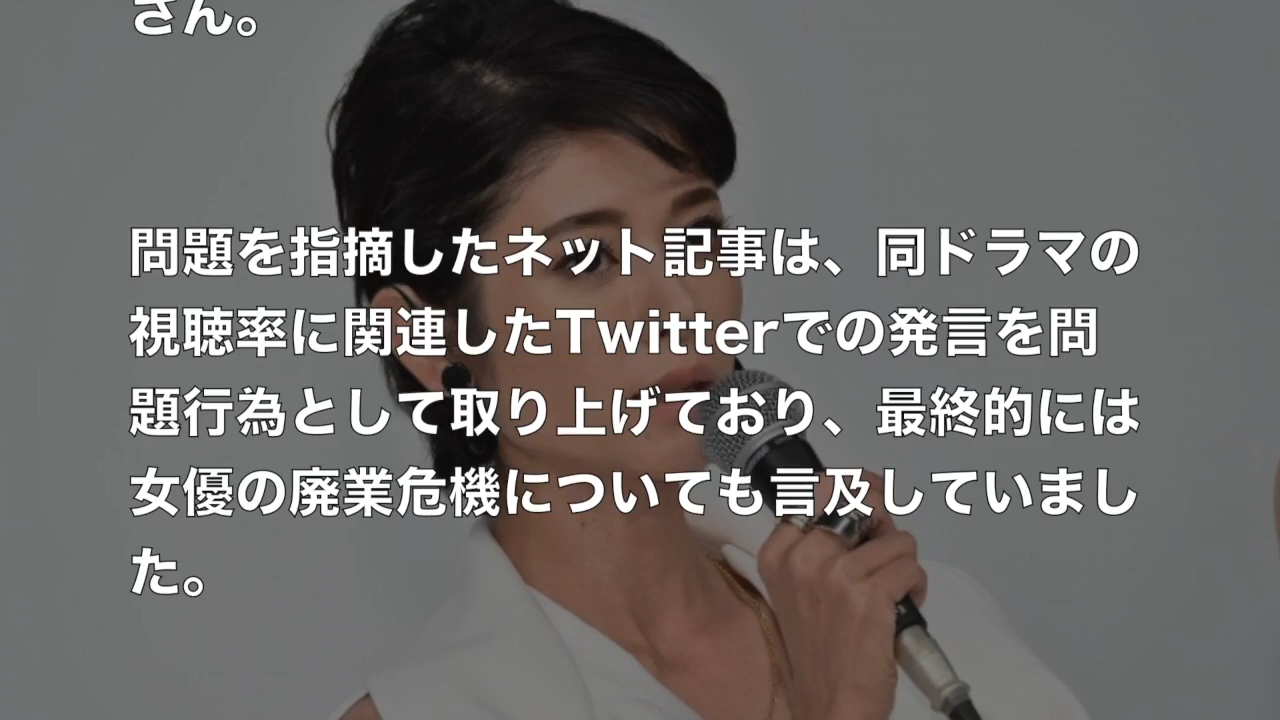 さん。
問題を指摘したネット記事は、同ドラマの
視聴率に関連したTwitterでの発言を問
題行為として取り上げており、最終的には
女優の廃業危機についても言及していまし
た。